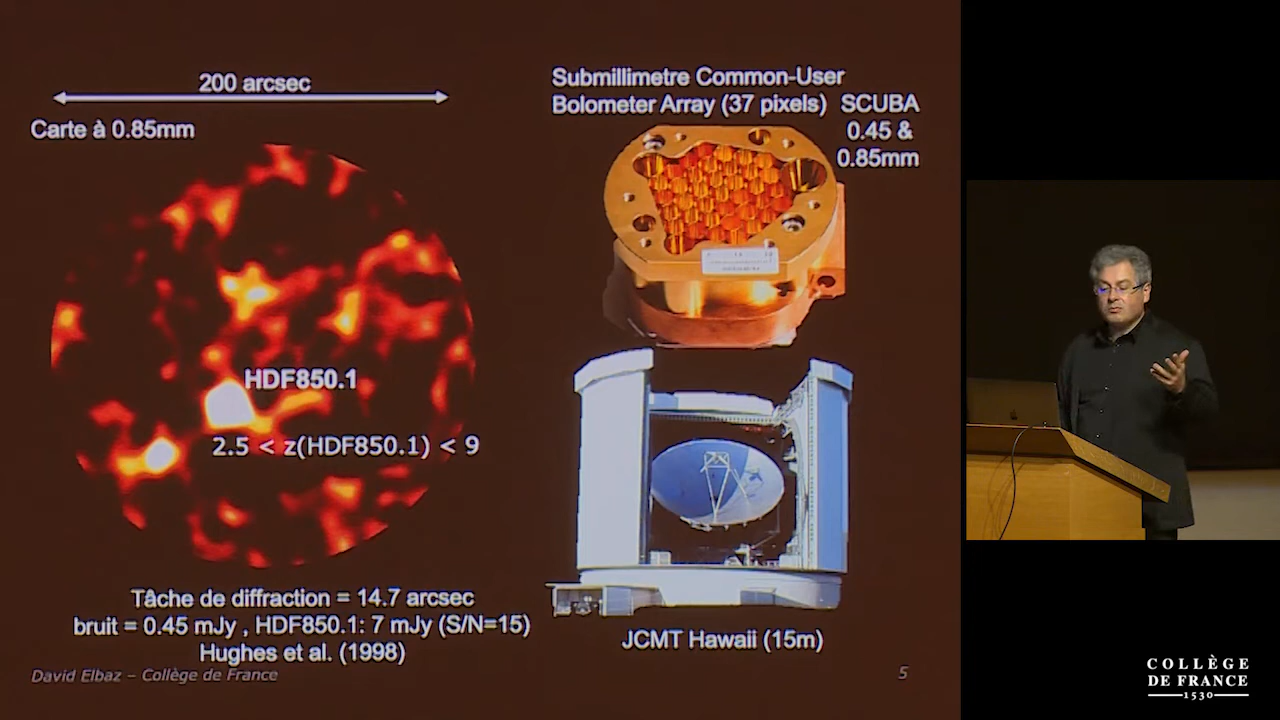 200 arcsec
Carte à 0.85mm
HDF850.1
2.5 < z(HDF850.1) < 9
Tâche de diffraction = 14.7 arcsec
bruit = 0.45 mJy , HDF850.1: 7 mJy (S/N=15)
Hughes et al. (1998)
David Elbaz – Collège de France
Submillimetre Common-User
Bolometer Array (37 pixels) SCUBA
0.45 &
0.85mm
JCMT Hawaii (15m)
5
COLLÈGE
DE FRANCE
1530